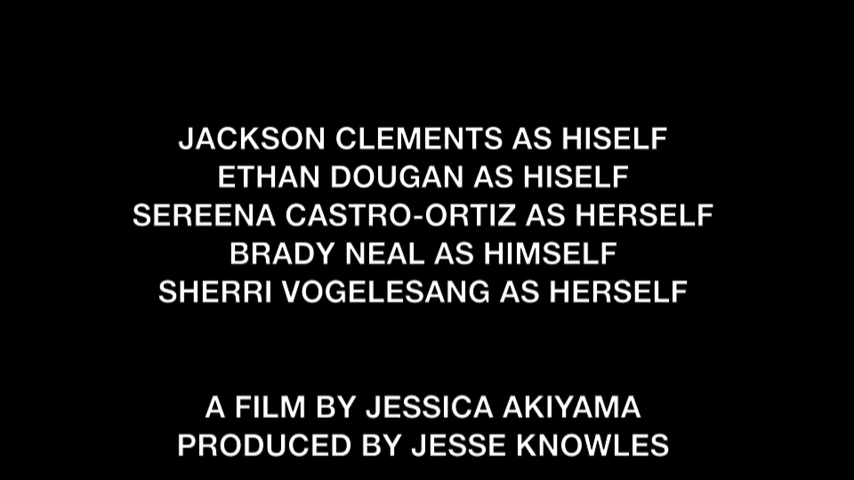 JACKSON CLEMENTS AS HISELF
ETHAN DOUGAN AS HISELF
SEREENA CASTRO-ORTIZ AS HERSELF
BRADY NEAL AS HIMSELF
SHERRI VOGELESANG AS HERSELF
A FILM BY JESSICA AKIYAMA
PRODUCED BY JESSE KNOWLES